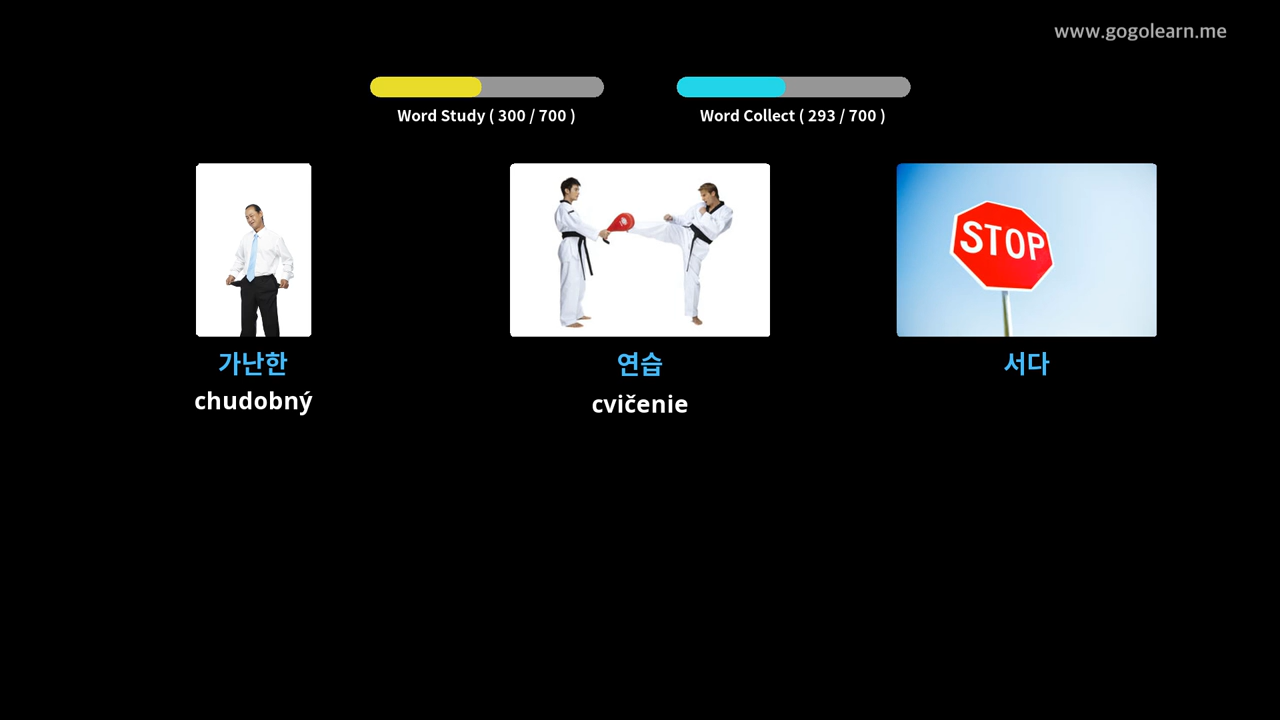 www.gogolearn.me
Word Study ( 300 / 700 )
Word Collect ( 293 / 700 )
STOP
가난한
연습
서다
chudobný
cvičenie